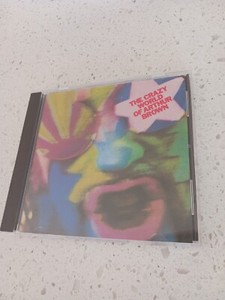 THE CRAZY
WORLD
OF ARTHUR
BROWN